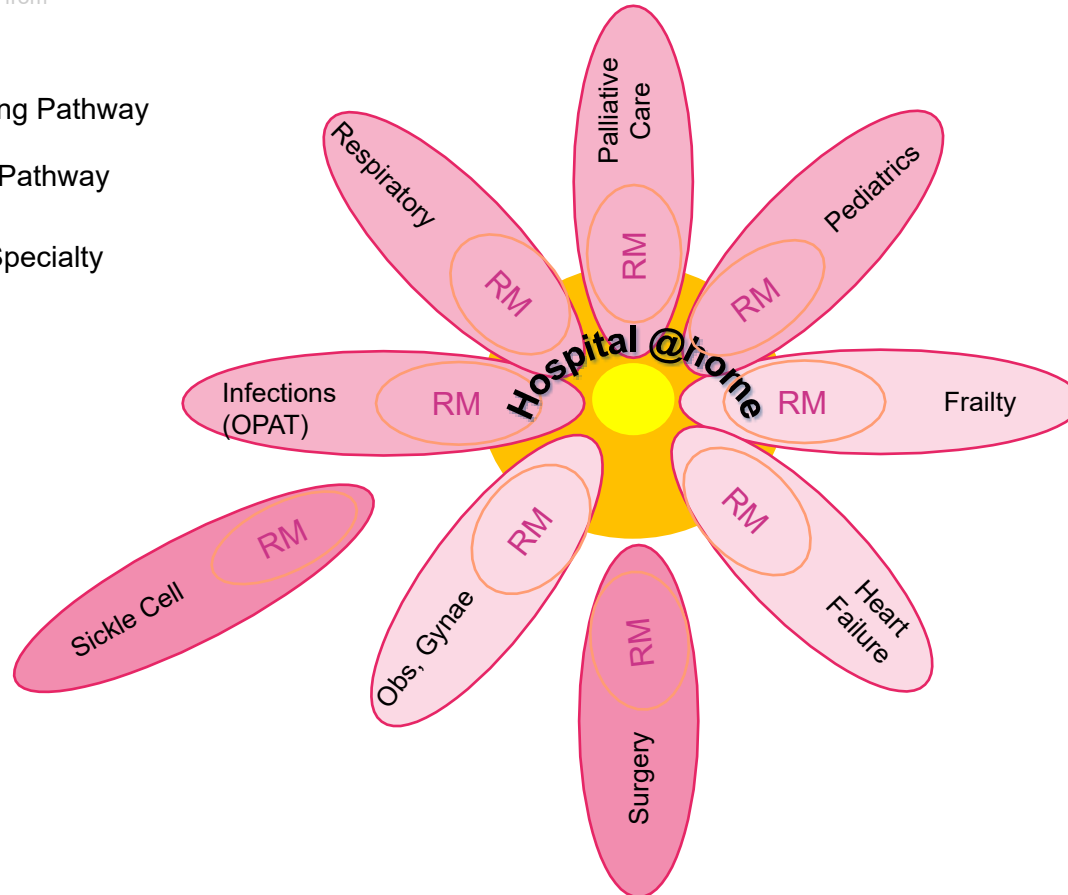 from
ng Pathway
Pathway
Specialty
Palliative
Care
RM
Respiratory
RM
Pediatrics
RM
Hospital @home
Infections
(OPAT)
RM
RM
Frailty
Sickle Cell
RM
Obs, Gynae
RM
RM
Heart
Failure
RM
Surgery